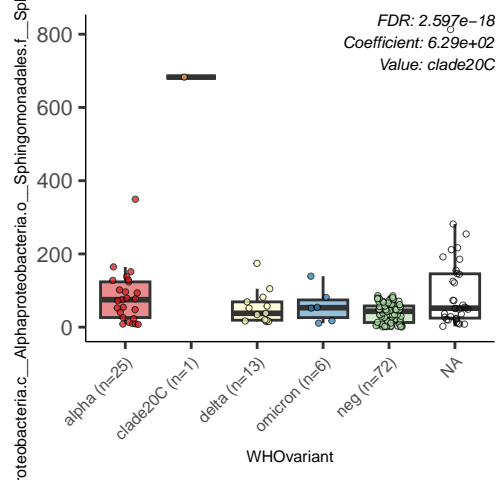 FDR: 2.597e−18
Coefficient: 6.29e+02
Value: clade20C
roteobacteria.c__Alphaproteobacteria.o__Sphingomonadales.f__Sph
800
600
400
200
0
alpha (n=25)
clade20C (n=1)
delta (n=13)
omicron (n=6)
neg (n=72)
NA
WHOvariant